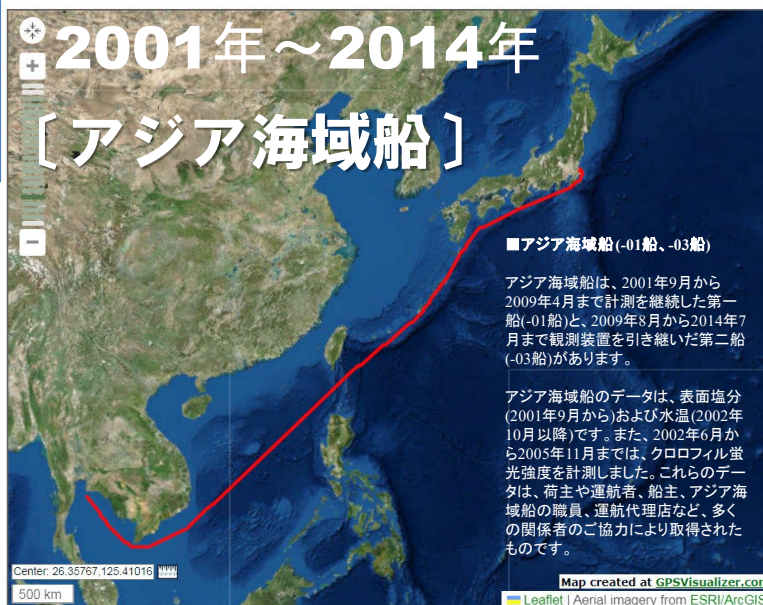 2001年～2014年
〔アジア海域船〕
■アジア海域船(-01船、-03船)
アジア海域船は、2001年9月から
2009年4月まで計測を継続した第一
船(-01船)と、2009年8月から2014年7
月まで観測装置を引き継いだ第二船
(-03船)があります。
アジア海域船のデータは、表面塩分
(2001年9月から)および水温(2002年
10月以降)です。また、2002年6月か
ら2005年11月までは、クロロフィル蛍
光強度を計測しました。これらのデー
タは、荷主や運航者、船主、アジア海
域船の職員、運航代理店など、多く
の関係者のご協力により取得された
ものです。
Center: 26.35767,125.41016
500 km
Map created at GPSVisualizer.com
Leaflet | Aerial imagery from ESRI/ArcGIS